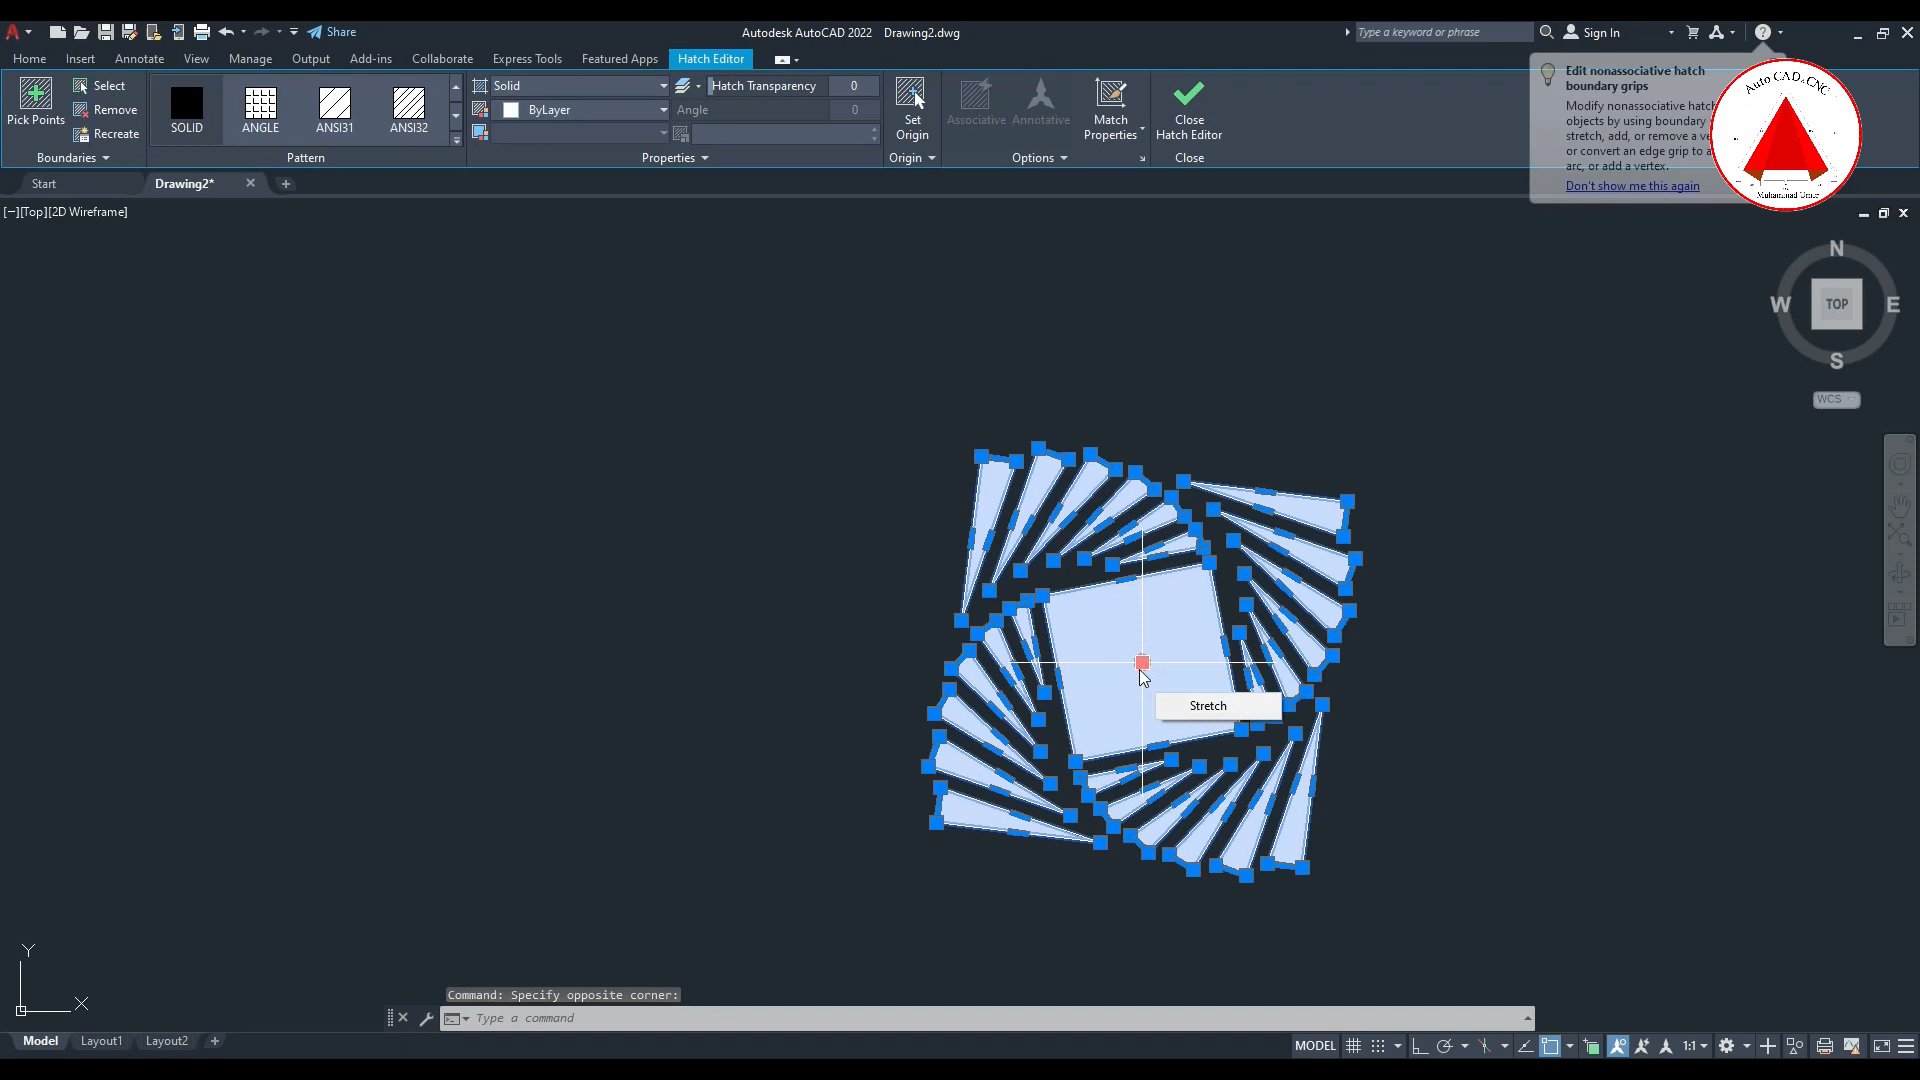 Share
Autodesk AutoCAD 2022 Drawing2.dwg
Type a keyword or phrase
Sign In
Home Insert Annotate View Manage Output Add-ins Collaborate Express Tools Featured Apps Hatch Editor
Pick Points
Select
Remove
Recreate
Boundaries
SOLID
ANGLE
ANSI31
ANSI32
Pattern
Solid
ByLayer
Hatch Transparency 0
Angle 0
Properties
Set
Origin
Origin
Associative
Annotative
Match
Properties
Options
Close
Hatch Editor
Close
Edit nonassociative hatch
boundary grips
Modify nonassociative hatch
objects by using boundary
stretch, add, or remove a
or convert an edge grip to
arc, or add a vertex.
Don't show me this again
Auto CAD & CNC
Muhammad Umer
Start
Drawing2*
[−][Top][2D Wireframe]
N
W TOP E
S
WCS
Stretch
Y
X
Command: Specify opposite corner:
Type a command
Model Layout1 Layout2
MODEL 1:1